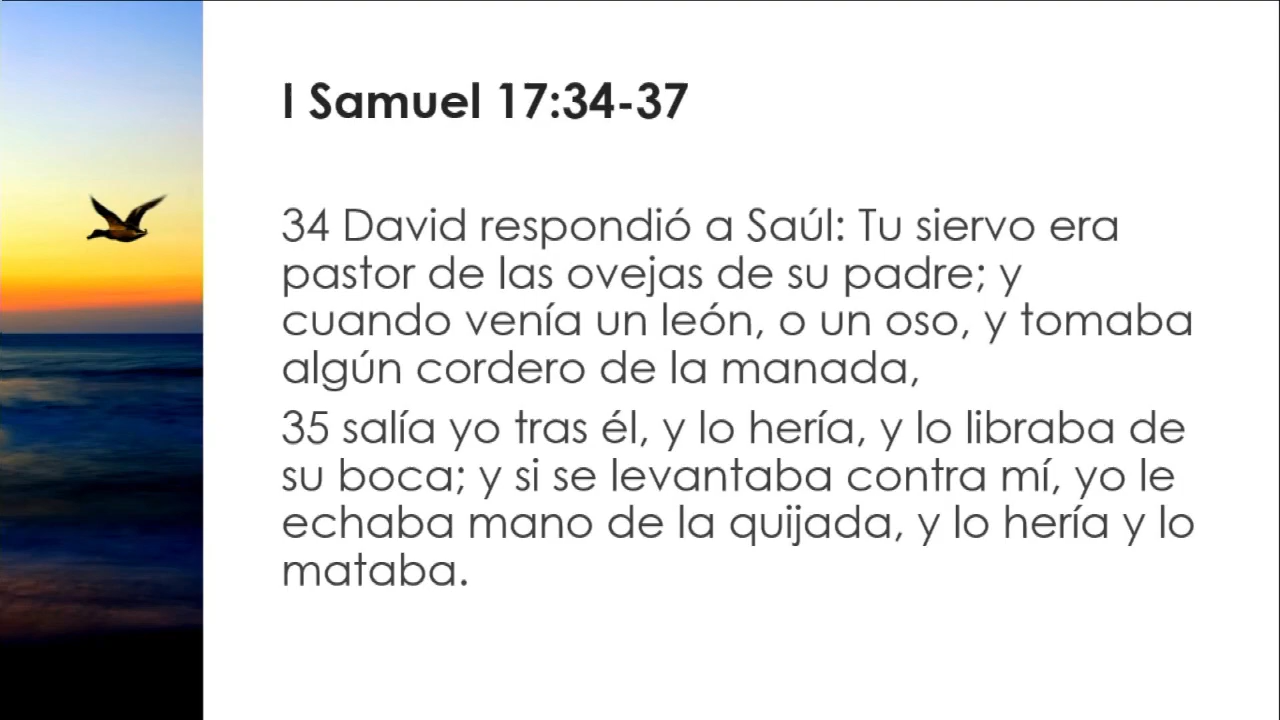 I Samuel 17:34-37
34 David respondió a Saúl: Tu siervo era
pastor de las ovejas de su padre; y
cuando venía un león, o un oso, y tomaba
algún cordero de la manada,
35 salía yo tras él, y lo hería, y lo libraba de
su boca; y si se levantaba contra mí, yo le
echaba mano de la quijada, y lo hería y lo
mataba.